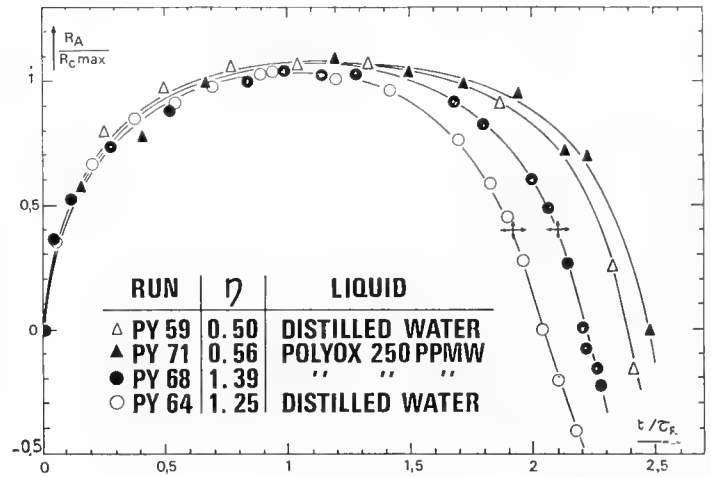 R_A
R_C max
1
0,5
0
-0,5
RUN η LIQUID
△ PY 59 0.50 DISTILLED WATER
▲ PY 71 0.56 POLYOX 250 PPMW
● PY 68 1.39 " " "
○ PY 64 1.25 DISTILLED WATER
t/τ_R
0 0,5 1 1,5 2 2,5